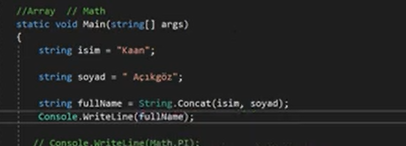 //Array // Math
static void Main(string[] args)
{
string isim = "Kaan";
string soyad = " Açıkgöz";
string fullName = String.Concat(isim, soyad);
Console.WriteLine(fullName);
// Console.WriteLine(Math.PI);